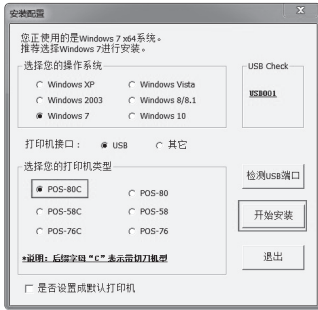 安装配置
X
您正使用的是Windows 7 x64系统。
推荐选择Windows 7进行安装。
选择您的操作系统
Windows XP
Windows Vista
Windows 2003
Windows 8/8.1
Windows 7
Windows 10
USB Check
USB001
打印机接口：
USB
其它
选择您的打印机类型
POS-80C
POS-80
POS-58C
POS-58
POS-76C
POS-76
*说明：后缀字母“C”表示带切刀机型
检测USB端口
开始安装
退出
是否设置成默认打印机